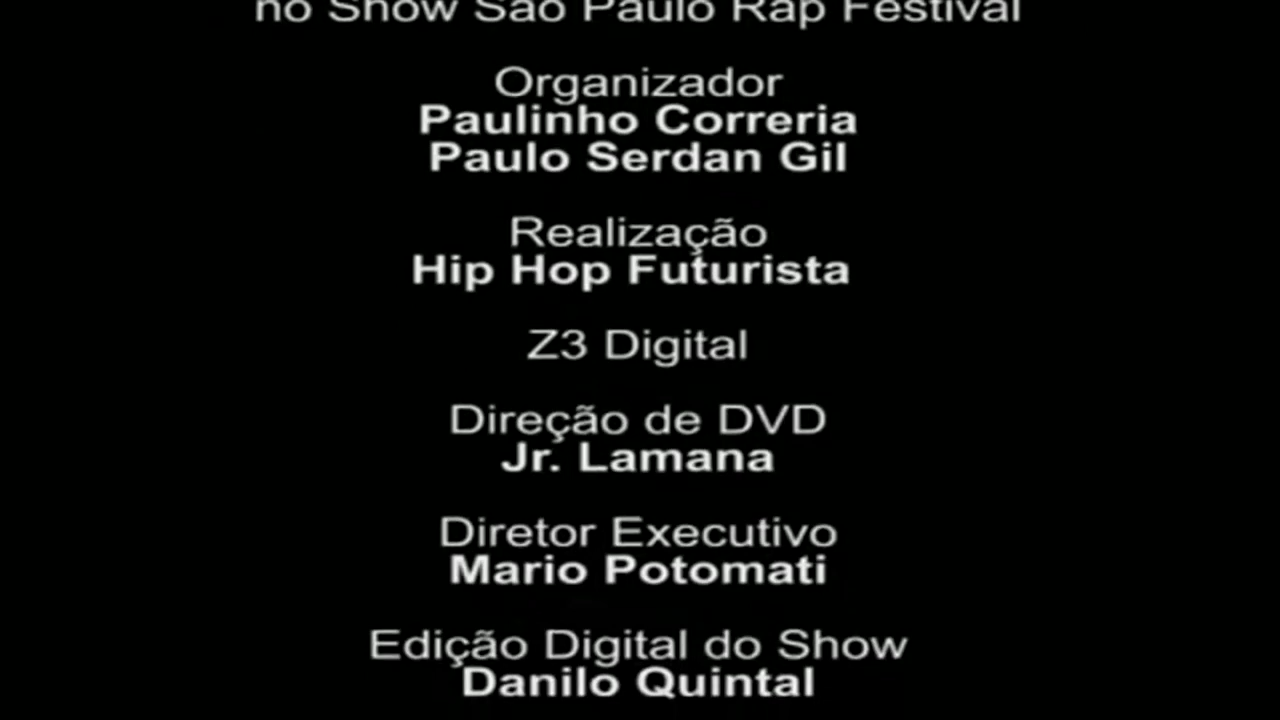 no Show São Paulo Rap Festival
Organizador
Paulinho Correria
Paulo Serdan Gil
Realização
Hip Hop Futurista
Z3 Digital
Direção de DVD
Jr. Lamana
Diretor Executivo
Mario Potomati
Edição Digital do Show
Danilo Quintal